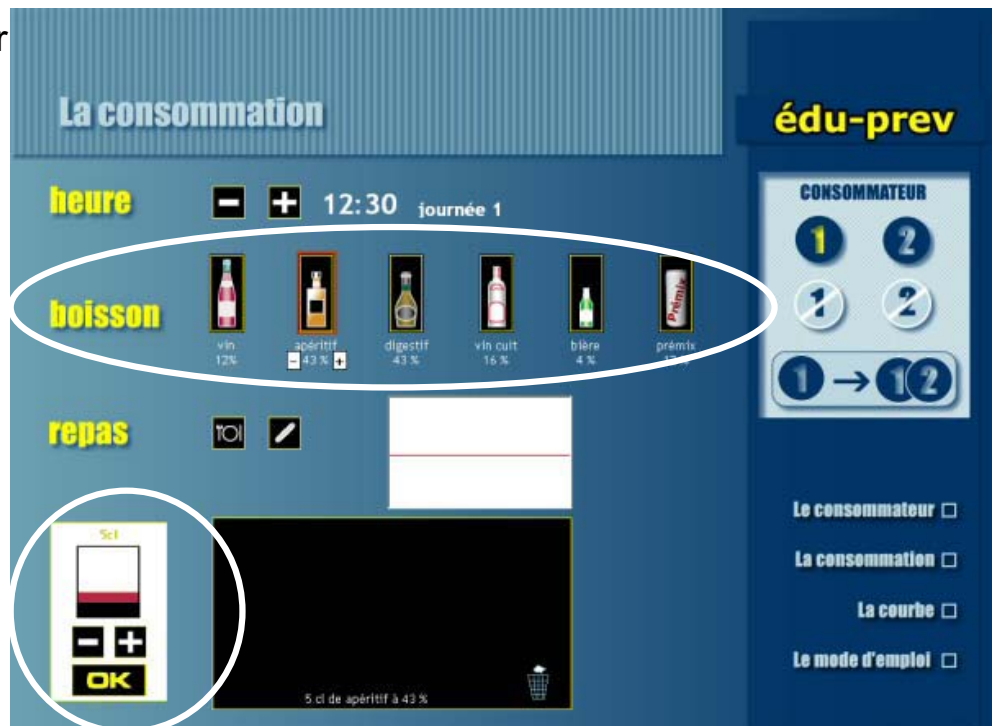 r
La consommation
édu-prev
heure - + 12:30 journée 1
CONSOMMATEUR
1 2
1 2
1 → 1 2
boisson
Prémix
vin apéritif digestif vin cuit bière prémix
12% - 43 % + 43 % 16 % 4 %
repas
5cl
- +
OK
5 cl de apéritif à 43 %
Le consommateur
La consommation
La courbe
Le mode d'emploi